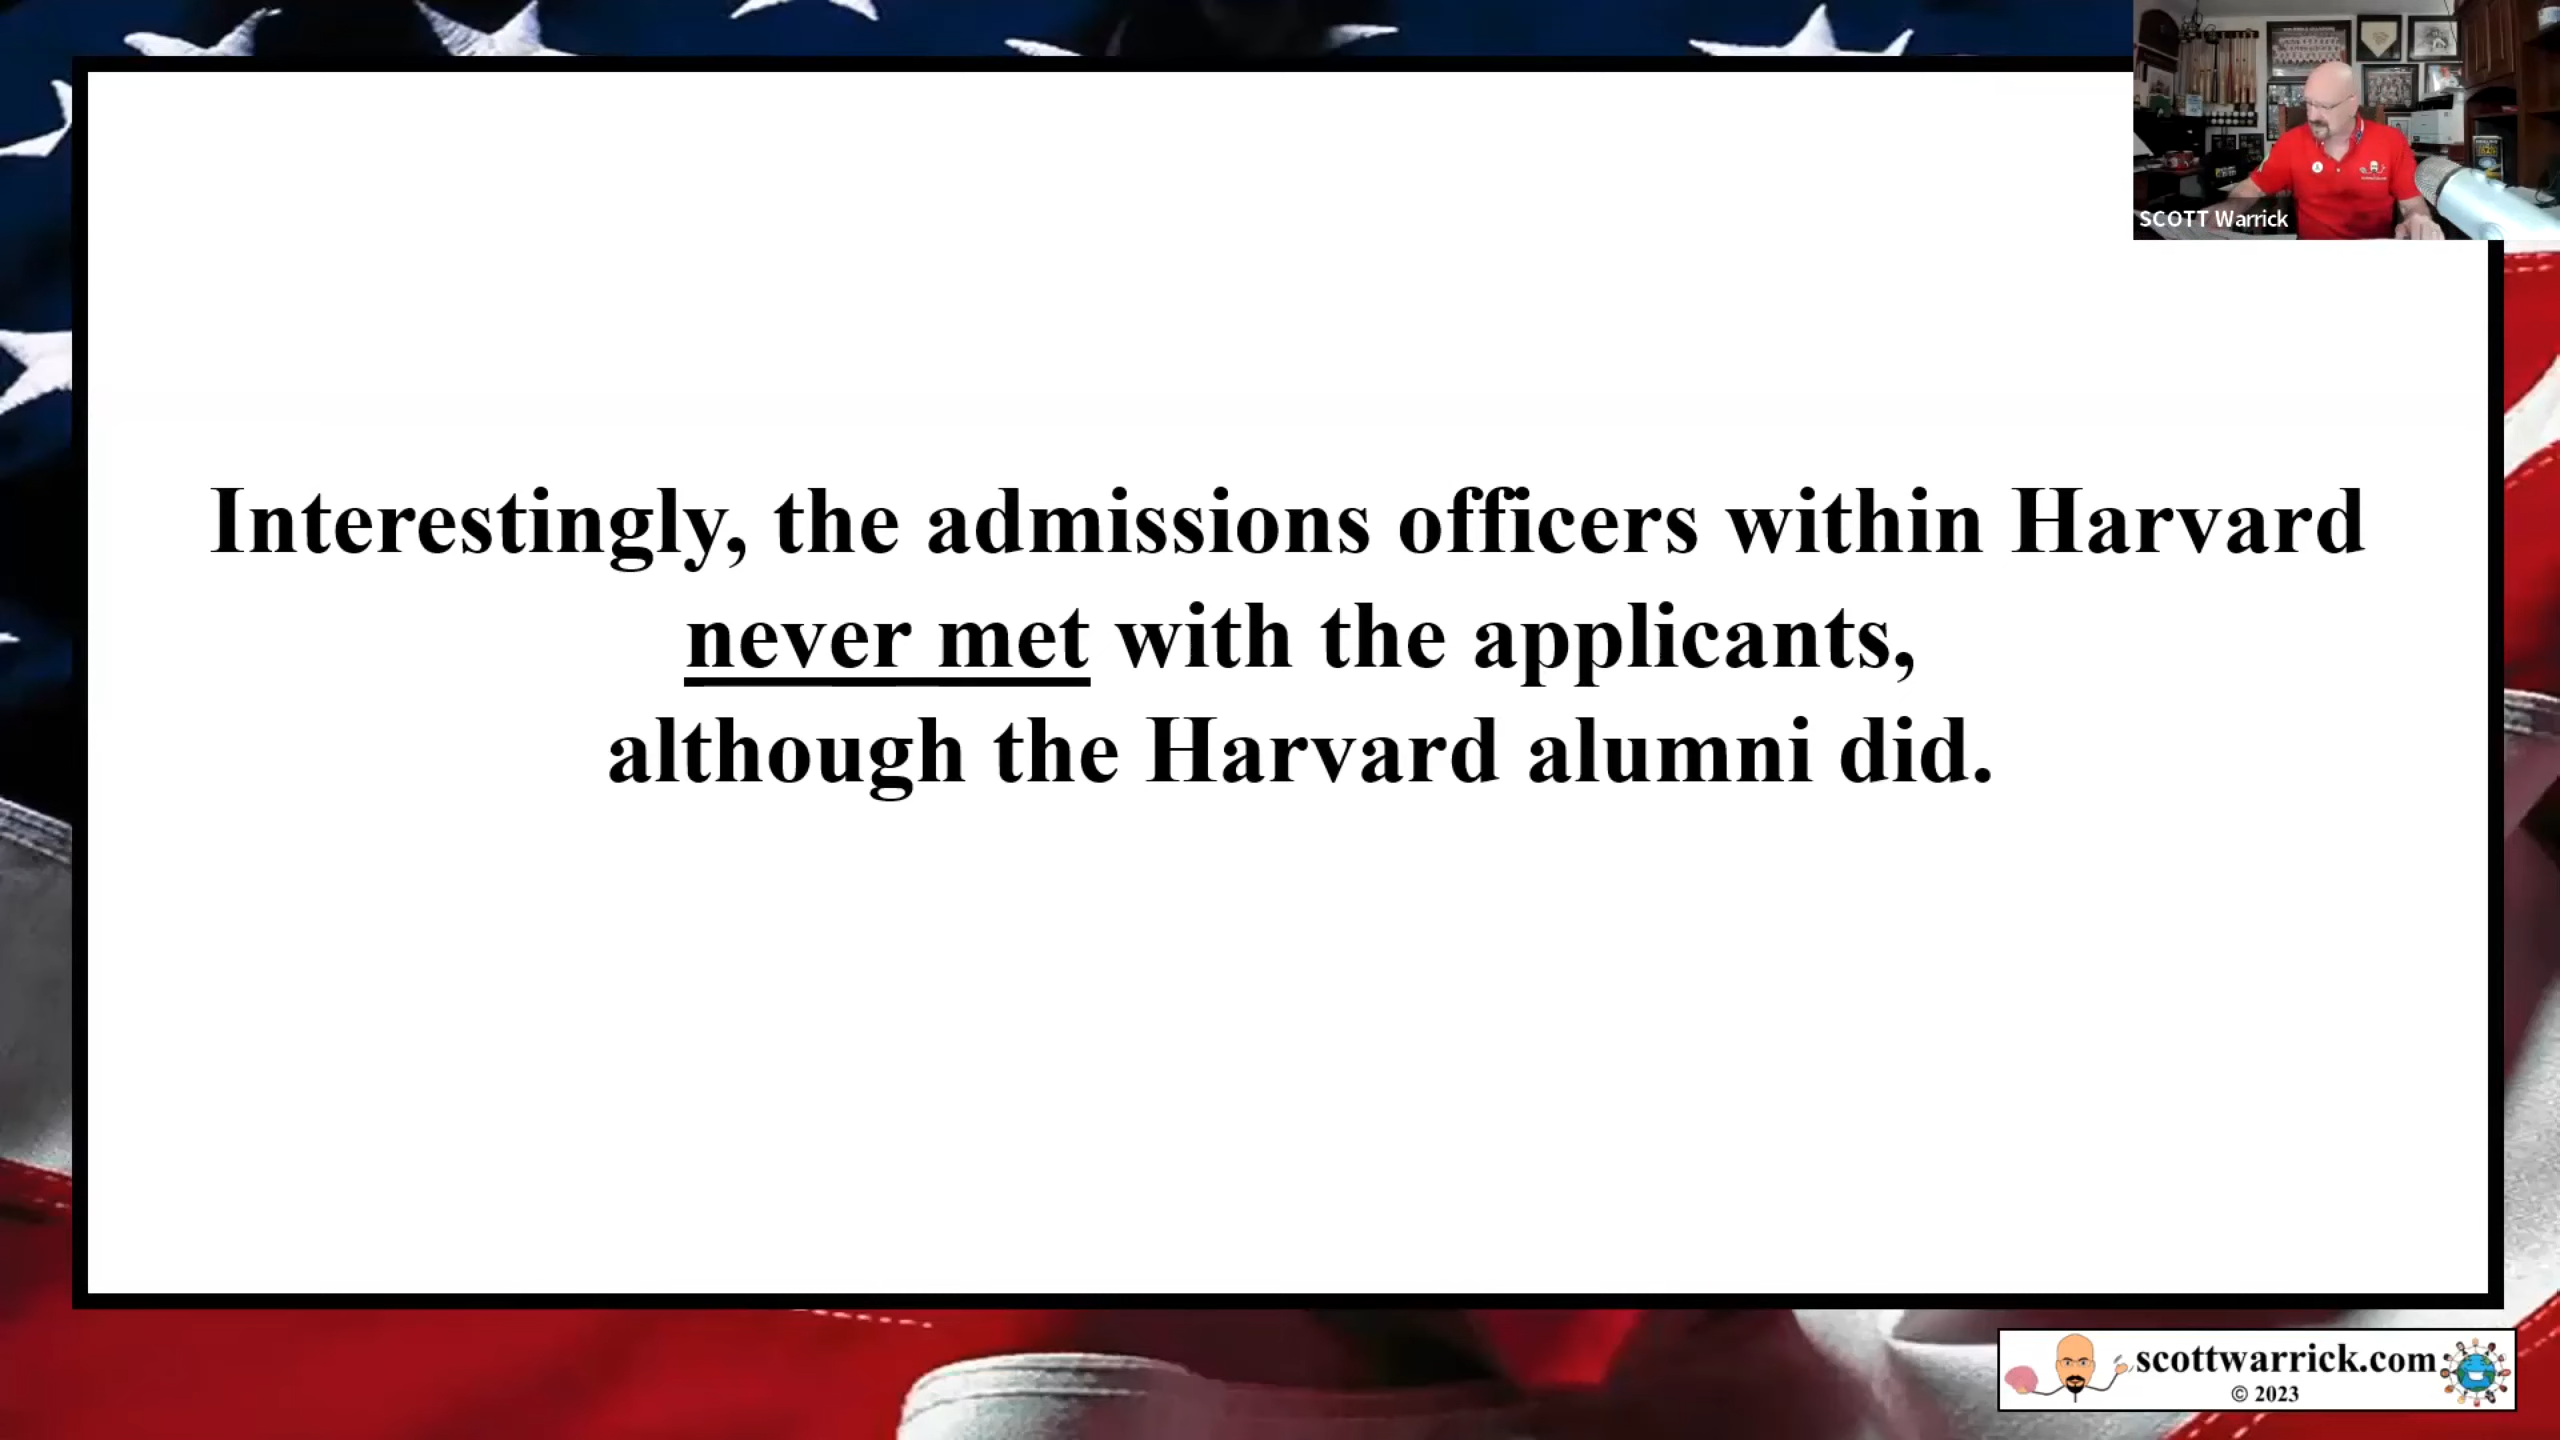 SCOTT Warrick
Interestingly, the admissions officers within Harvard
never met with the applicants,
although the Harvard alumni did.
scottwarrick.com
© 2023